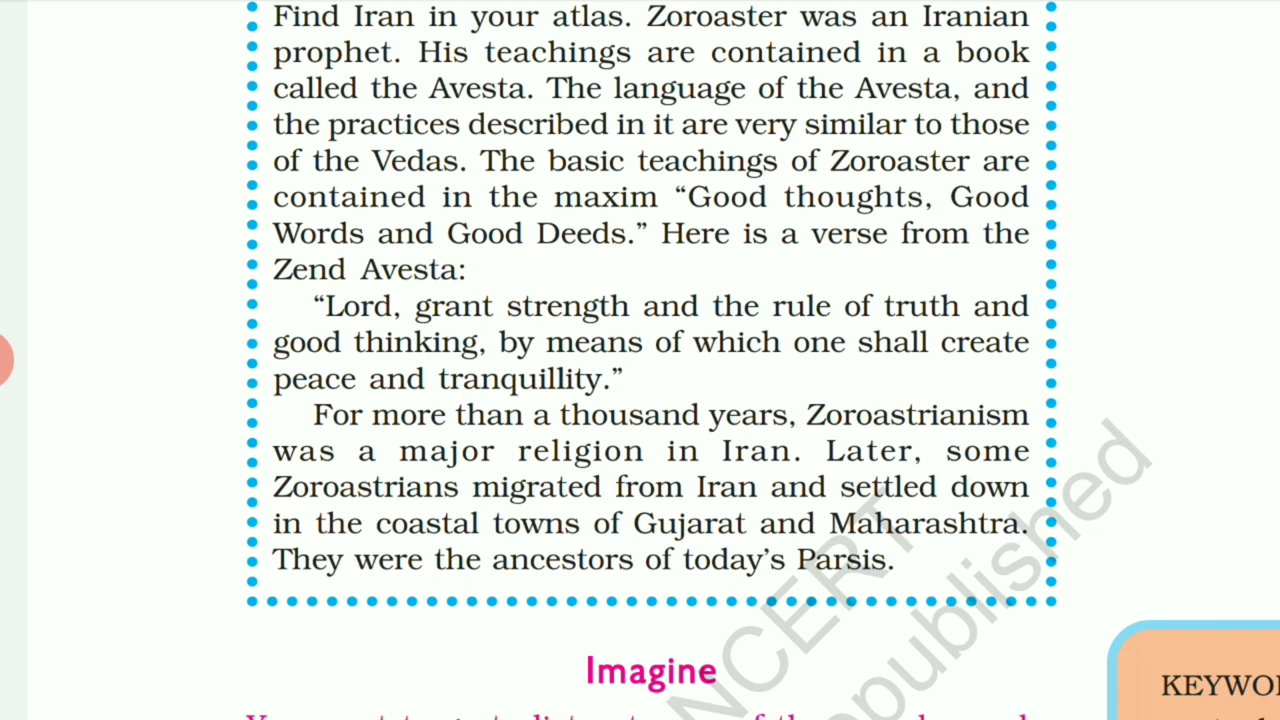 Find Iran in your atlas. Zoroaster was an Iranian
prophet. His teachings are contained in a book
called the Avesta. The language of the Avesta, and
the practices described in it are very similar to those
of the Vedas. The basic teachings of Zoroaster are
contained in the maxim “Good thoughts, Good
Words and Good Deeds.” Here is a verse from the
Zend Avesta:
“Lord, grant strength and the rule of truth and
good thinking, by means of which one shall create
peace and tranquillity.”
For more than a thousand years, Zoroastrianism
was a major religion in Iran. Later, some
Zoroastrians migrated from Iran and settled down
in the coastal towns of Gujarat and Maharashtra.
They were the ancestors of today’s Parsis.
Imagine